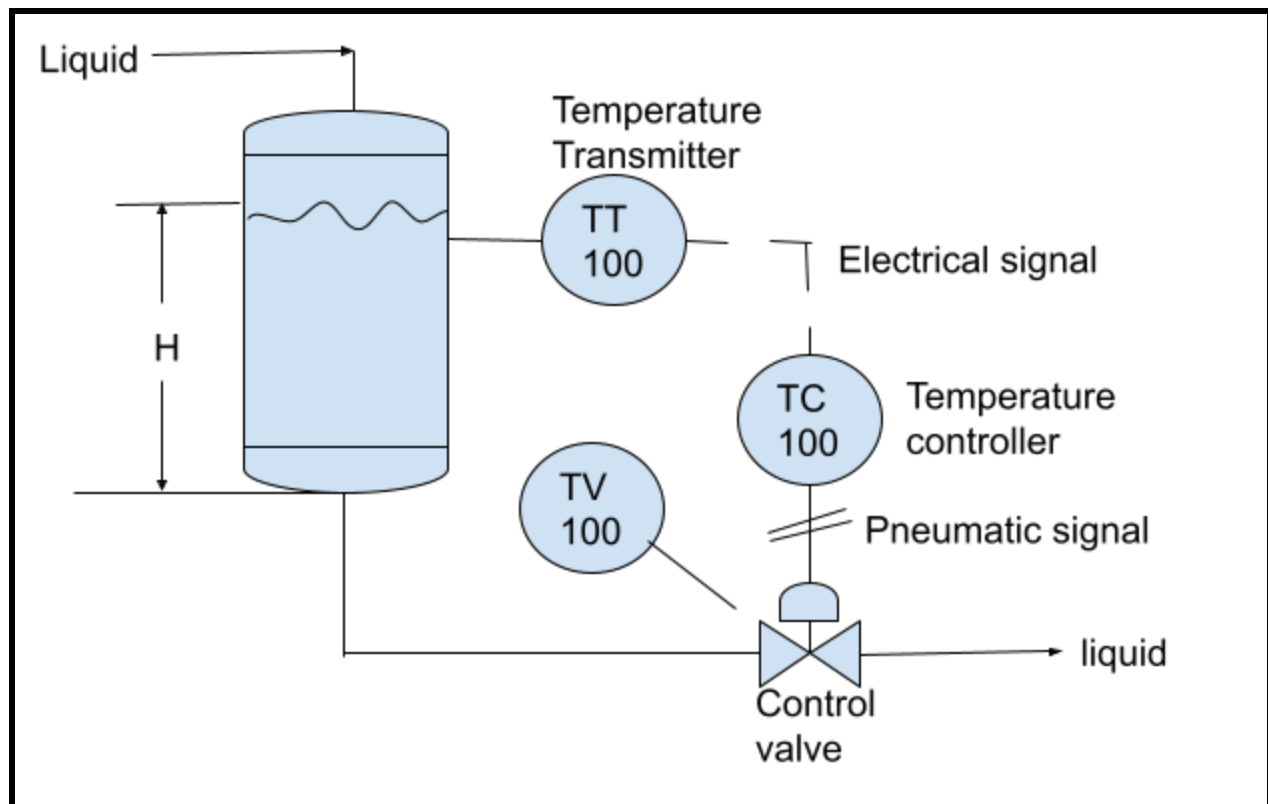 Liquid
Temperature
Transmitter
TT
100
Electrical signal
H
TC
100
Temperature
controller
TV
100
Pneumatic signal
liquid
Control
valve